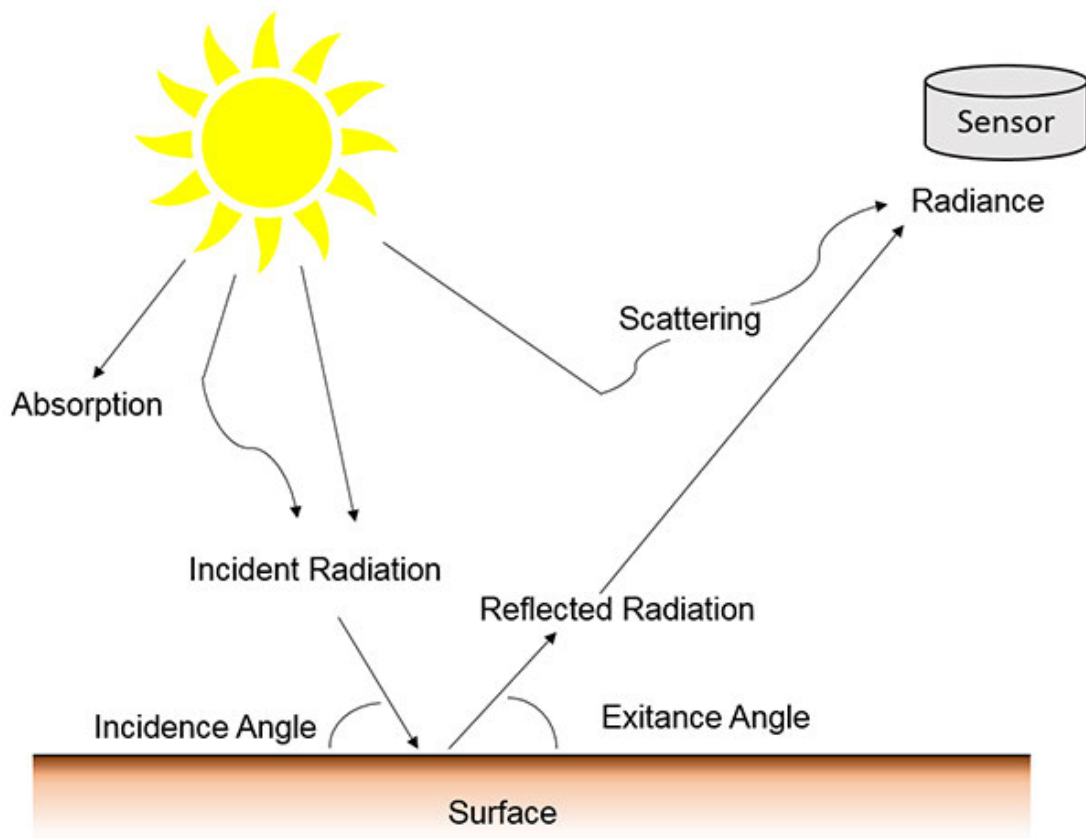 Sensor
Radiance
Scattering
Absorption
Incident Radiation
Reflected Radiation
Incidence Angle
Exitance Angle
Surface